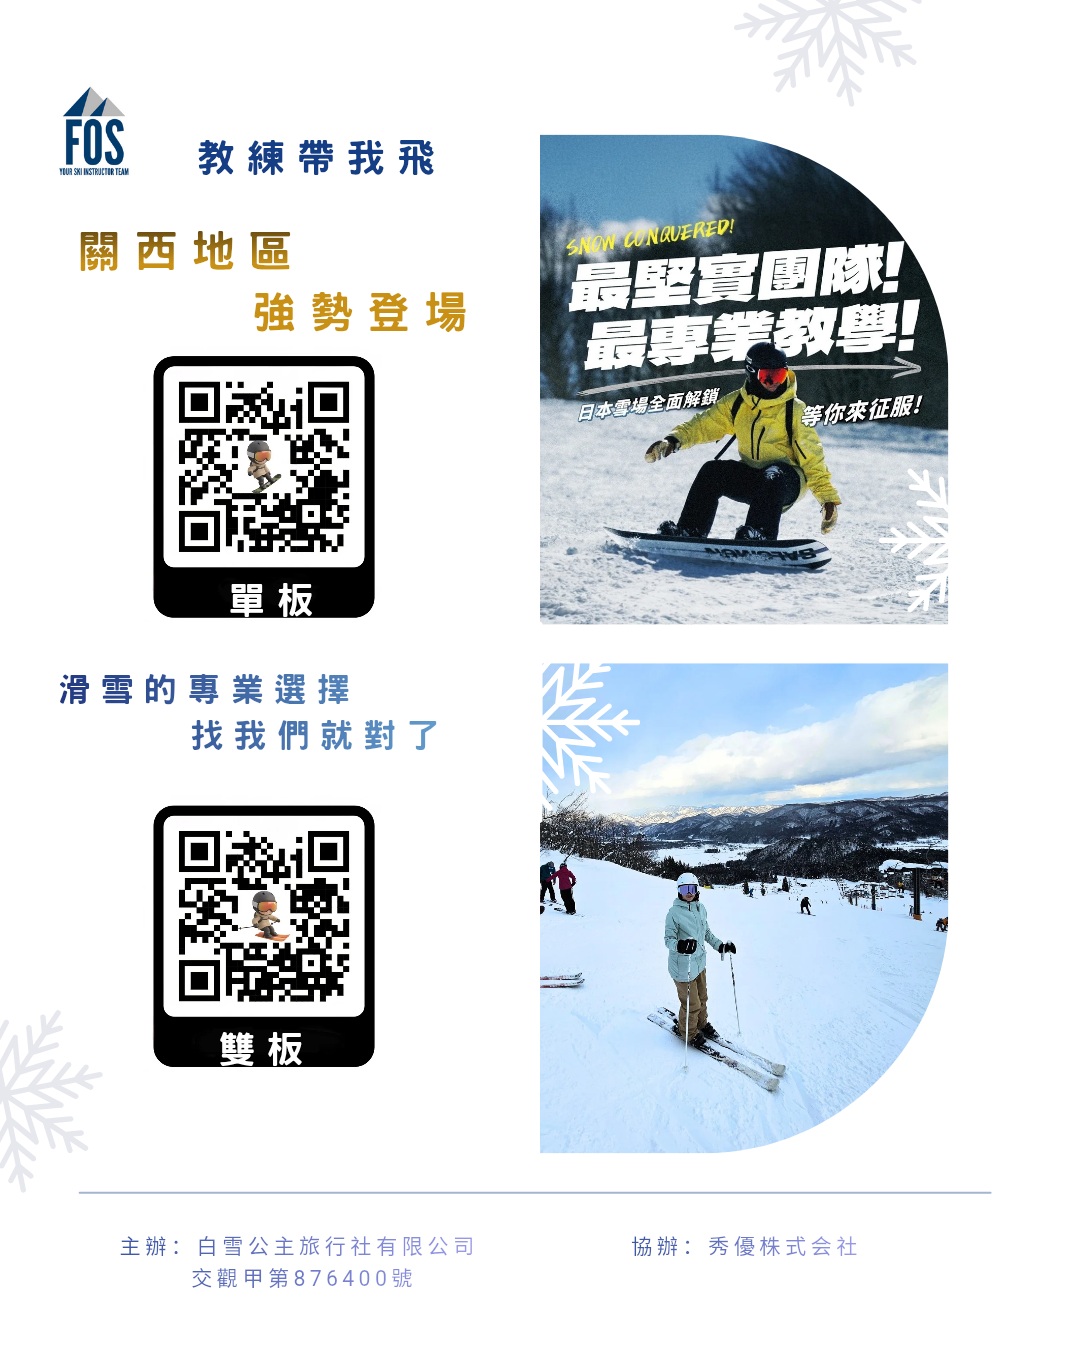 FOS
YOUR SKI INSTRUCTOR TEAM
教練帶我飛
關西地區
強勢登場
單板
滑雪的專業選擇
找我們就對了
雙板
SNOW CONQUERED!
最堅實團隊!
最專業教學!
日本雪場全面解鎖
等你來征服!
SALOMON
主辦：白雪公主旅行社有限公司
交觀甲第876400號
協辦：秀優株式会社